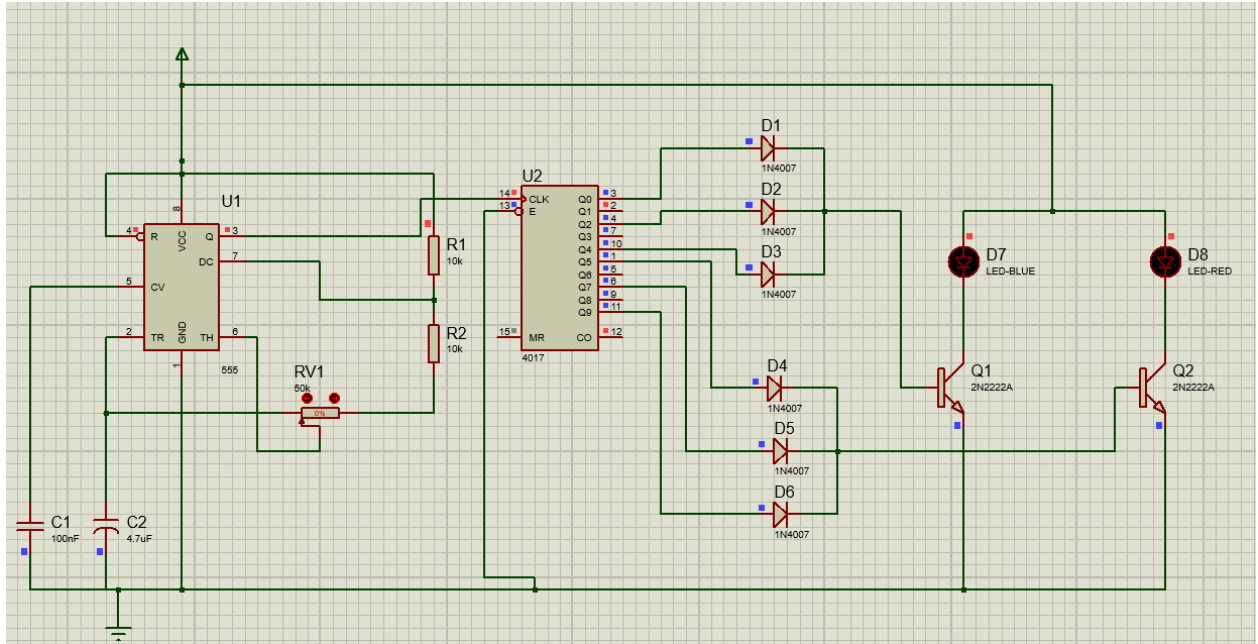 U1
4
R
Q
3
8
VCC
DC
7
5
CV
2
TR
GND
TH
6
1
555
R1
10k
R2
10k
RV1
50k
0%
C1
100nF
C2
4.7uF
U2
14
CLK
13
E
15
MR
Q0
3
Q1
2
Q2
4
Q3
7
Q4
10
Q5
1
Q6
5
Q7
6
Q8
9
Q9
11
CO
12
4017
D1
1N4007
D2
1N4007
D3
1N4007
D4
1N4007
D5
1N4007
D6
1N4007
D7
LED-BLUE
D8
LED-RED
Q1
2N2222A
Q2
2N2222A